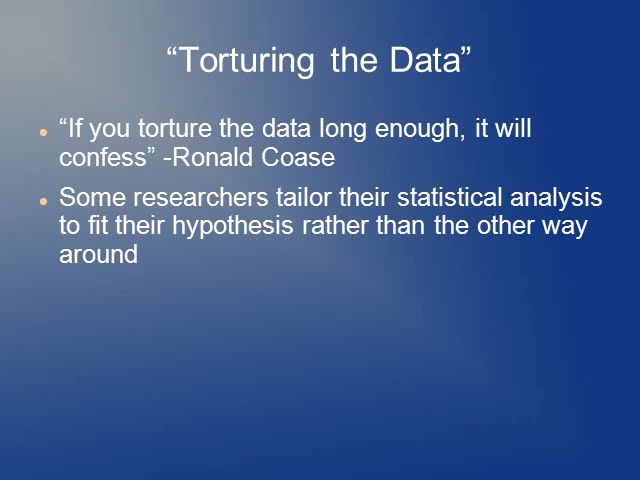 “Torturing the Data”
“If you torture the data long enough, it will
confess” -Ronald Coase
Some researchers tailor their statistical analysis
to fit their hypothesis rather than the other way
around